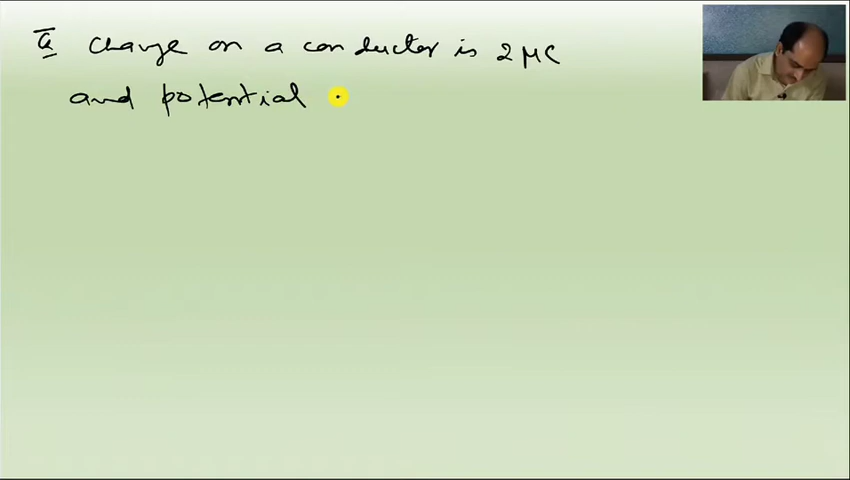 Q charge on a conductor is 2 μC
and potential